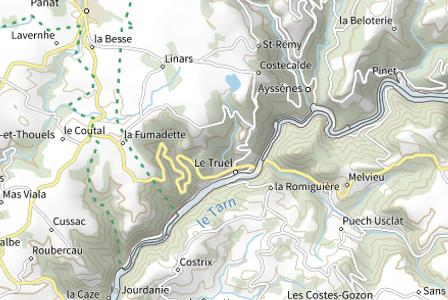 Panat
la Beloterie
Lavernhe
la Besse
St-Rémy
Linars
Costecalde
Pinet
Ayssènes
-et-Thouels
le Coutal
la Fumadette
Le Truel
Melvieu
la Romiguière
Mas Viala
le Tarn
Cussac
Puech Usclat
albe
Roubercau
Costrix
Jourdanie
la Caze
Les Costes-Gozon
la Sans